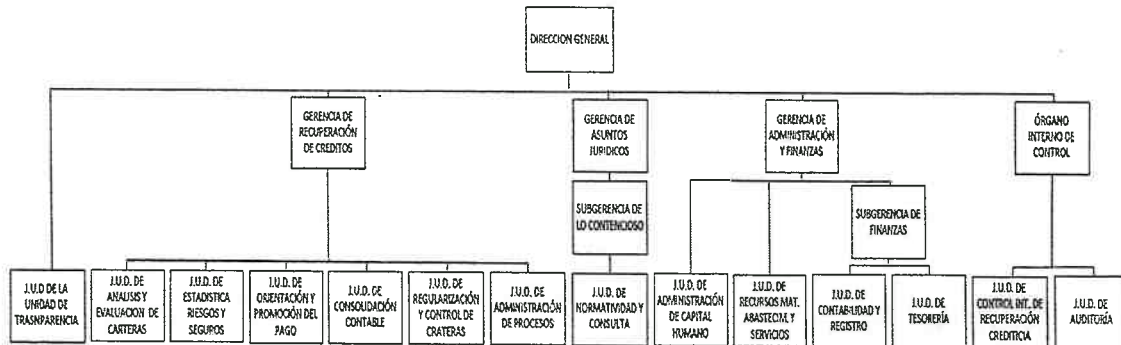 DIRECCION GENERAL
GERENCIA DE
RECUPERACIÓN
DE CREDITOS
GERENCIA DE
ASUNTOS
JURIDICOS
GERENCIA DE
ADMINISTRACIÓN
Y FINANZAS
ÓRGANO
INTERNO DE
CONTROL
SUBGERENCIA DE
LO CONTENCIOSO
SUBGERENCIA DE
FINANZAS
J.U.D DE LA
UNIDAD DE
TRASNPARENCIA
J.U.D. DE
ANALISIS Y
EVALUACION DE
CARTERAS
J.U.D. DE
ESTADISTICA
RIESGOS Y
SEGUPOS
J.U.D. DE
ORIENTACIÓN Y
PROMOCIÓN DEL
PAGO
J.U.D. DE
CONSOLIDACIÓN
CONTABLE
J.U.D. DE
REGULARIZACIÓN
Y CONTROL DE
CRATERAS
J.U.D. DE
ADMINISTRACIÓN
DE PROCESOS
J.U.D. DE
NORMATIVIDAD Y
CONSULTA
J.U.D. DE
ADMINISTRACIÓN
DE CAPITAL
HUMANO
J.U.D. DE
RECURSOS MAT.
ABASTECIM. Y
SERVICIOS
J.U.D. DE
CONTABILIDAD Y
REGISTRO
J.U.D. DE
TESORERÍA
J.U.D. DE
CONTROL INT. DE
RECUPERACIÓN
CREDITICIA
J.U.D. DE
AUDITORÍA